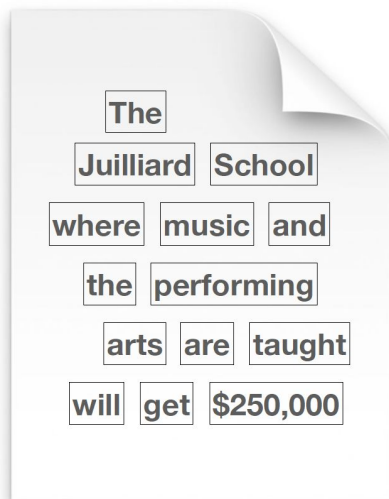 The
Juilliard School
where music and
the performing
arts are taught
will get $250,000